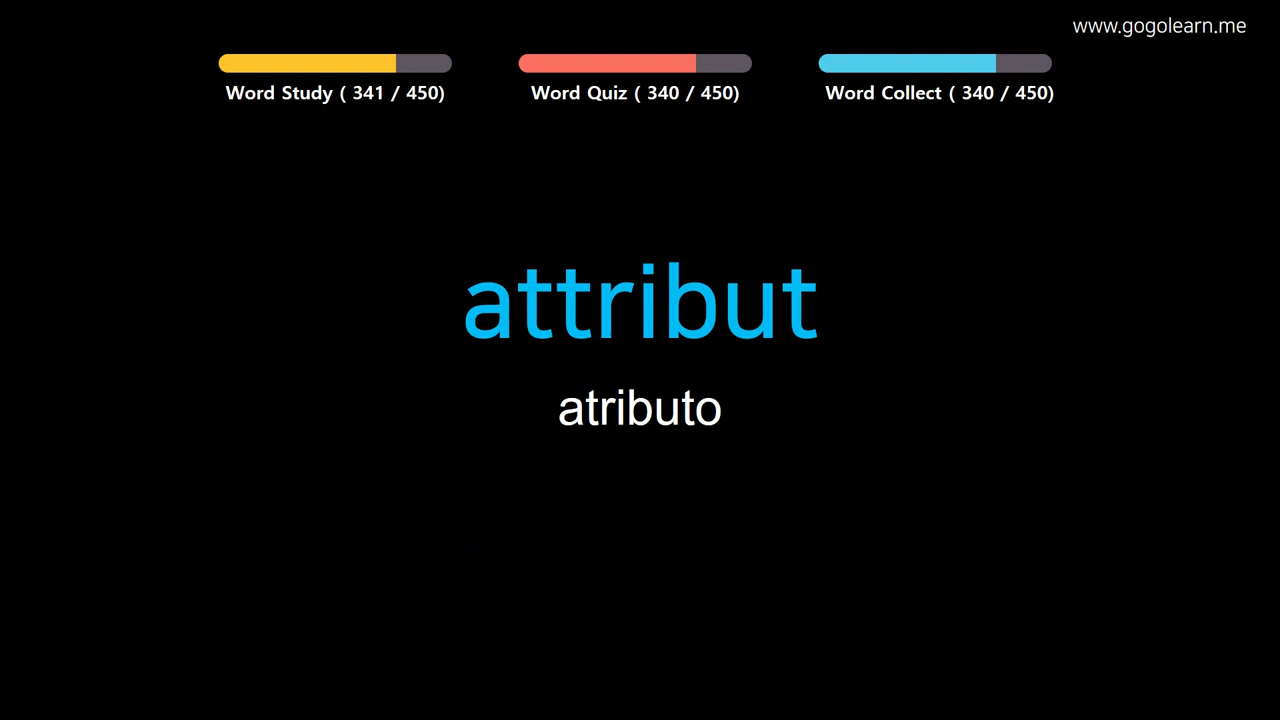 www.gogolearn.me
Word Study ( 341 / 450)
Word Quiz ( 340 / 450)
Word Collect ( 340 / 450)
attribut
atributo